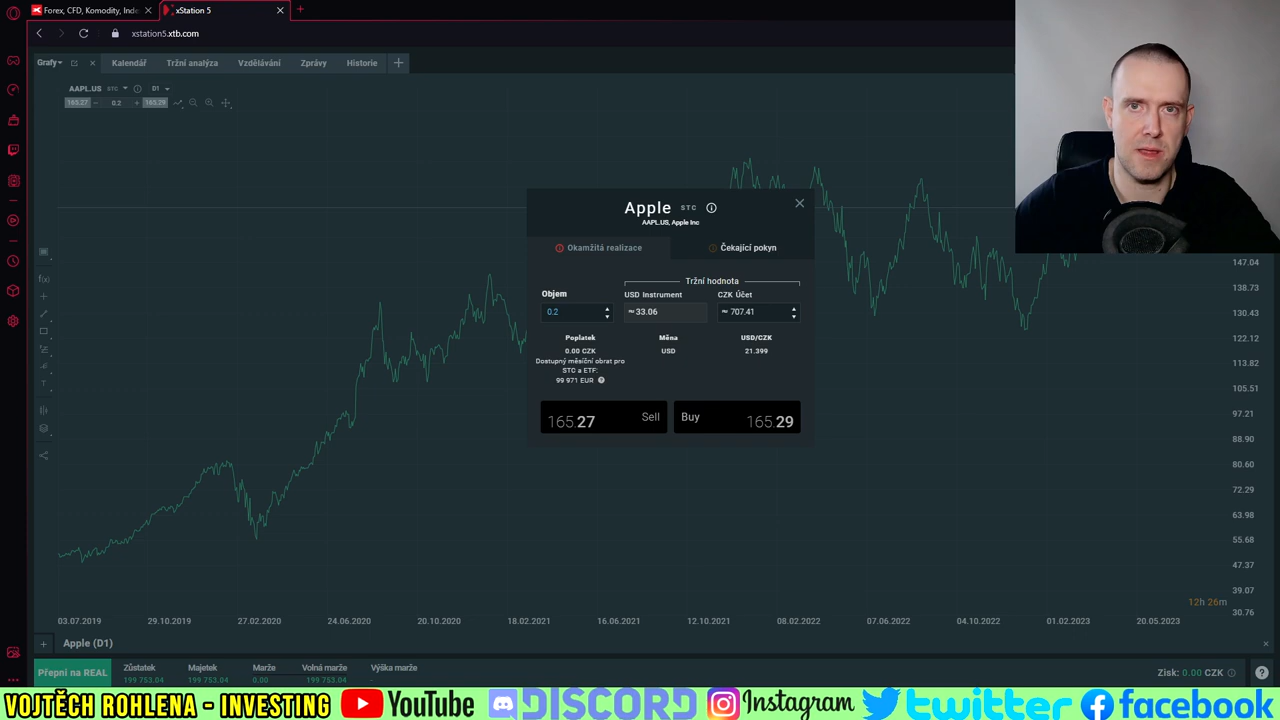 Forex, CFD, Komodity, Inde
xStation 5
xstation5.xtb.com
Grafy
Kalendář
Tržní analýza
Vzdělávání
Zprávy
Historie
AAPL.US STC D1
165.27 0.2 165.29
Apple STC
AAPL.US, Apple Inc
Okamžitá realizace
Čekající pokyn
Tržní hodnota
Objem
USD Instrument
CZK Účet
0.2
≈ 33.06
≈ 707.41
Poplatek
Měna
USD/CZK
0.00 CZK
USD
21.399
Dostupný měsíční obrat pro
STC a ETF:
99 971 EUR
165.27 Sell
Buy 165.29
147.04
138.73
130.43
122.12
113.82
105.51
97.21
88.90
80.60
72.29
63.98
55.68
47.37
39.07
30.76
12h 26m
03.07.2019 29.10.2019 27.02.2020 24.06.2020 20.10.2020 18.02.2021 16.06.2021 12.10.2021 08.02.2022 07.06.2022 04.10.2022 01.02.2023 20.05.2023
Apple (D1)
Přepni na REAL
Zůstatek
199 753.04
Majetek
199 753.04
Marže
0.00
Volná marže
199 753.04
Výška marže
-
Zisk: 0.00 CZK
VOJTĚCH ROHLENA - INVESTING YouTube DISCORD Instagram twitter facebook